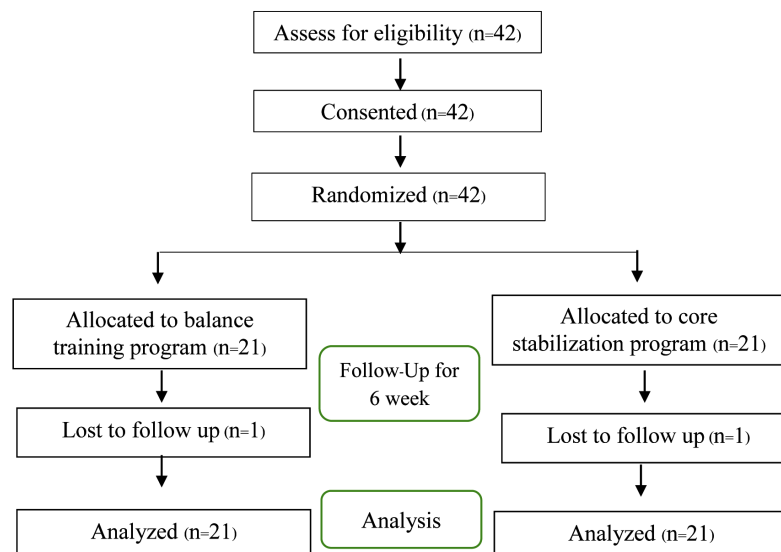 Assess for eligibility (n=42)
Consented (n=42)
Randomized (n=42)
Allocated to balance
training program (n=21)
Allocated to core
stabilization program (n=21)
Follow-Up for
6 week
Lost to follow up (n=1)
Lost to follow up (n=1)
Analyzed (n=21)
Analysis
Analyzed (n=21)